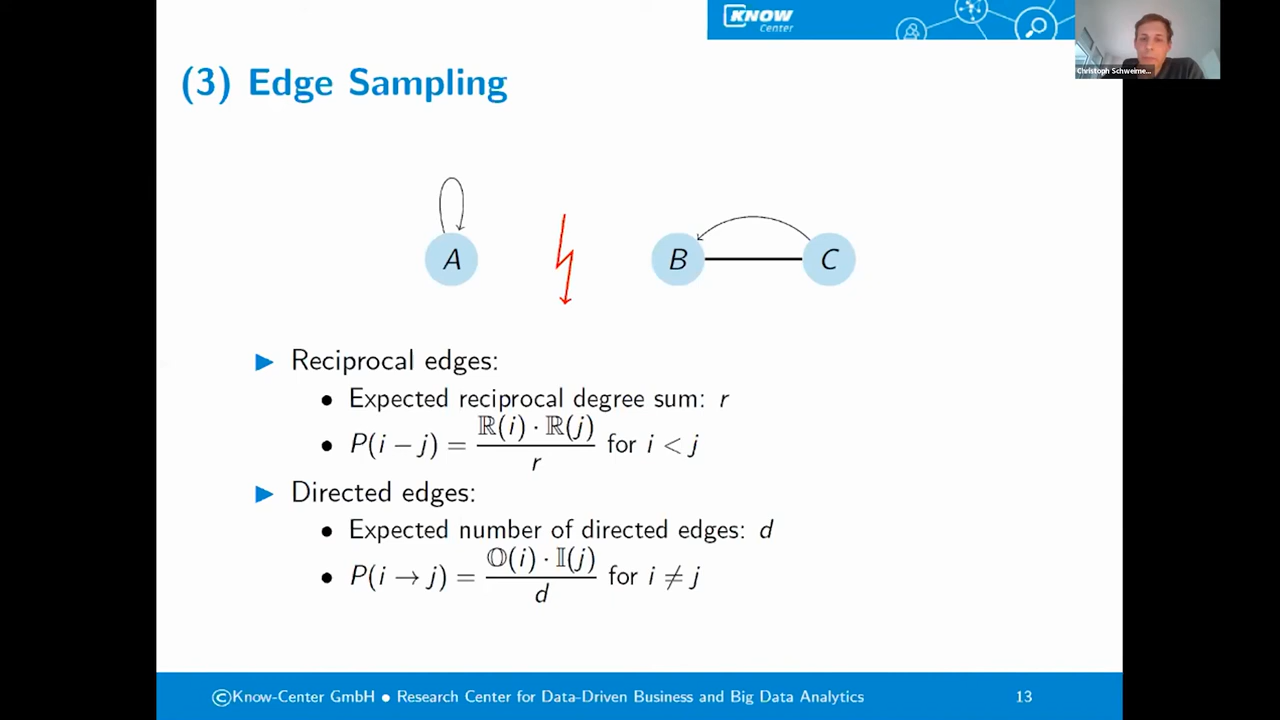 KNOW
Center
Christoph Schweime...
(3) Edge Sampling
A
B
C
▶ Reciprocal edges:
• Expected reciprocal degree sum: r
• P(i − j) = ℝ(i) · ℝ(j) / r for i < j
▶ Directed edges:
• Expected number of directed edges: d
• P(i → j) = 𝕆(i) · 𝕀(j) / d for i ≠ j
©Know-Center GmbH • Research Center for Data-Driven Business and Big Data Analytics
13